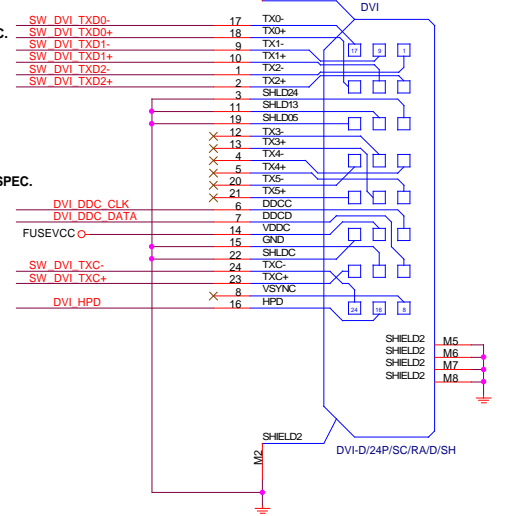 DVI
SW_DVI_TXD0- 17 TX0-
C. SW_DVI_TXD0+ 18 TX0+
SW_DVI_TXD1- 9 TX1-
SW_DVI_TXD1+ 10 TX1+
SW_DVI_TXD2- 1 TX2-
SW_DVI_TXD2+ 2 TX2+
3 SHLD24
11 SHLD13
19 SHLD05
12 TX3-
13 TX3+
4 TX4-
5 TX4+
SPEC. 20 TX5-
21 TX5+
DVI_DDC_CLK 6 DDCC
DVI_DDC_DATA 7 DDCD
FUSEVCC 14 VDDC
15 GND
22 SHLDC
SW_DVI_TXC- 24 TXC-
SW_DVI_TXC+ 23 TXC+
8 VSYNC
DVI_HPD 16 HPD
17 9 1
24 16 8
SHIELD2 M5
SHIELD2 M6
SHIELD2 M7
SHIELD2 M8
SHIELD2
M2
DVI-D/24P/SC/RA/D/SH